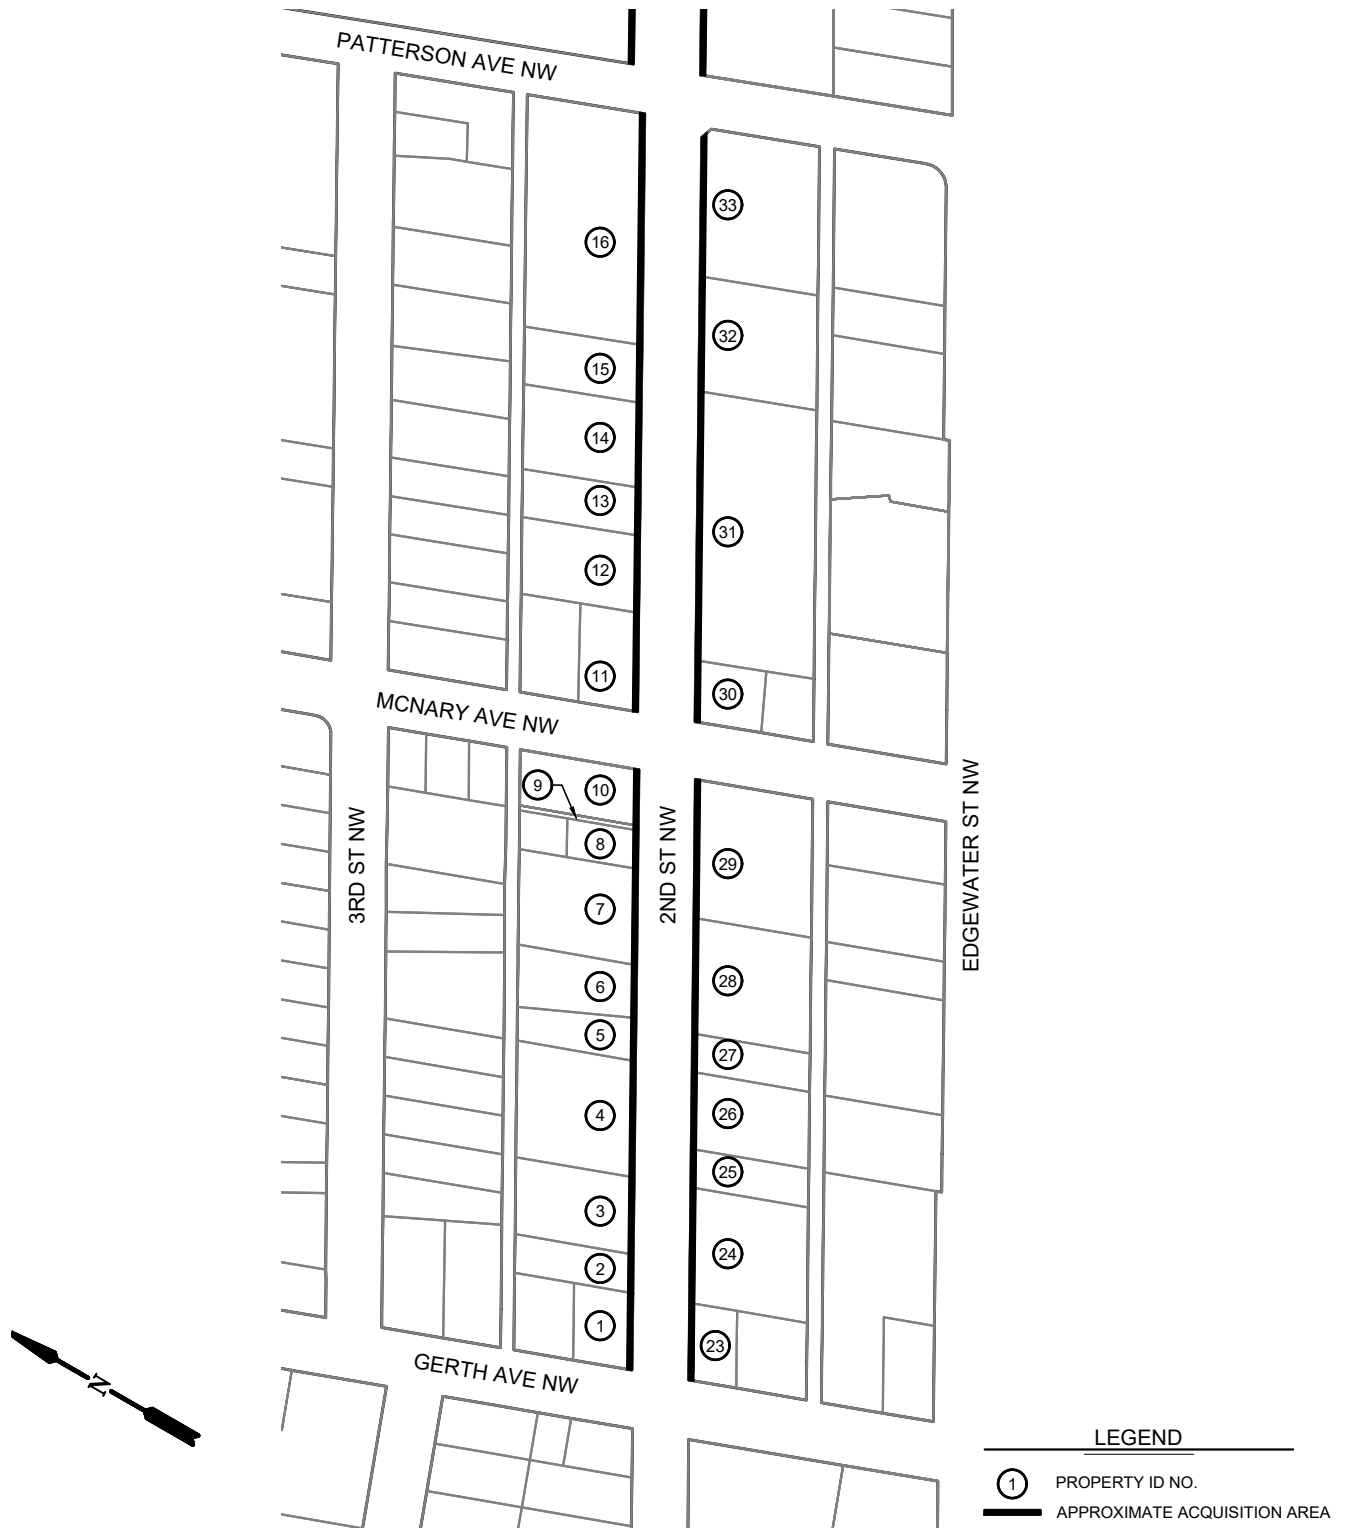 PATTERSON AVE NW
33
16
32
15
14
13
31
12
11
30
MCNARY AVE NW
9
10
8
29
3RD ST NW
2ND ST NW
EDGEWATER ST NW
7
28
6
5
27
4
26
25
3
24
2
1
23
GERTH AVE NW
N
LEGEND
1 PROPERTY ID NO.
APPROXIMATE ACQUISITION AREA